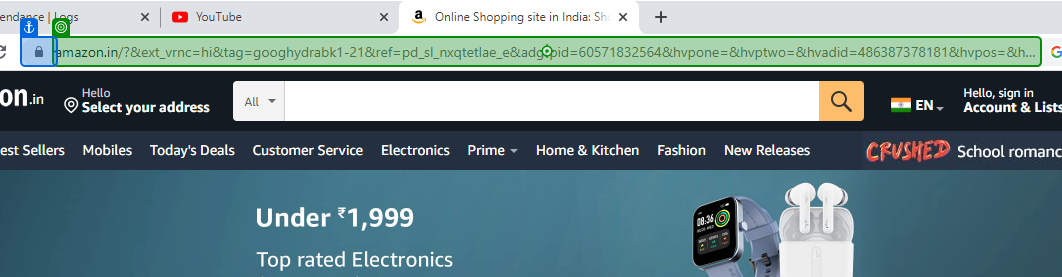 endance | Logs YouTube Online Shopping site in India: Sh
amazon.in/?&ext_vrnc=hi&tag=googhydrabk1-21&ref=pd_sl_nxqtetlae_e&adgrpid=60571832564&hvpone=&hvptwo=&hvadid=486387378181&hvpos=&h...
on.in Hello All EN Hello, sign in
Select your address Account & Lists
est Sellers Mobiles Today's Deals Customer Service Electronics Prime Home & Kitchen Fashion New Releases CRUSHED School romanc
Under ₹1,999
08:36
Top rated Electronics